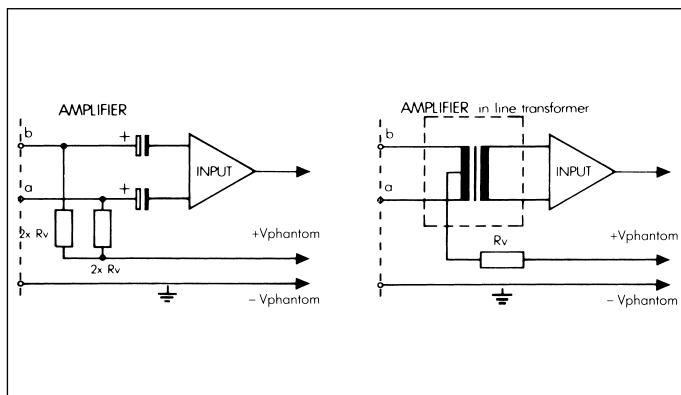 AMPLIFIER
b
+
INPUT
a
+
2x Rv
2x Rv
+Vphantom
– Vphantom
AMPLIFIER in line transformer
b
INPUT
a
Rv
+Vphantom
– Vphantom